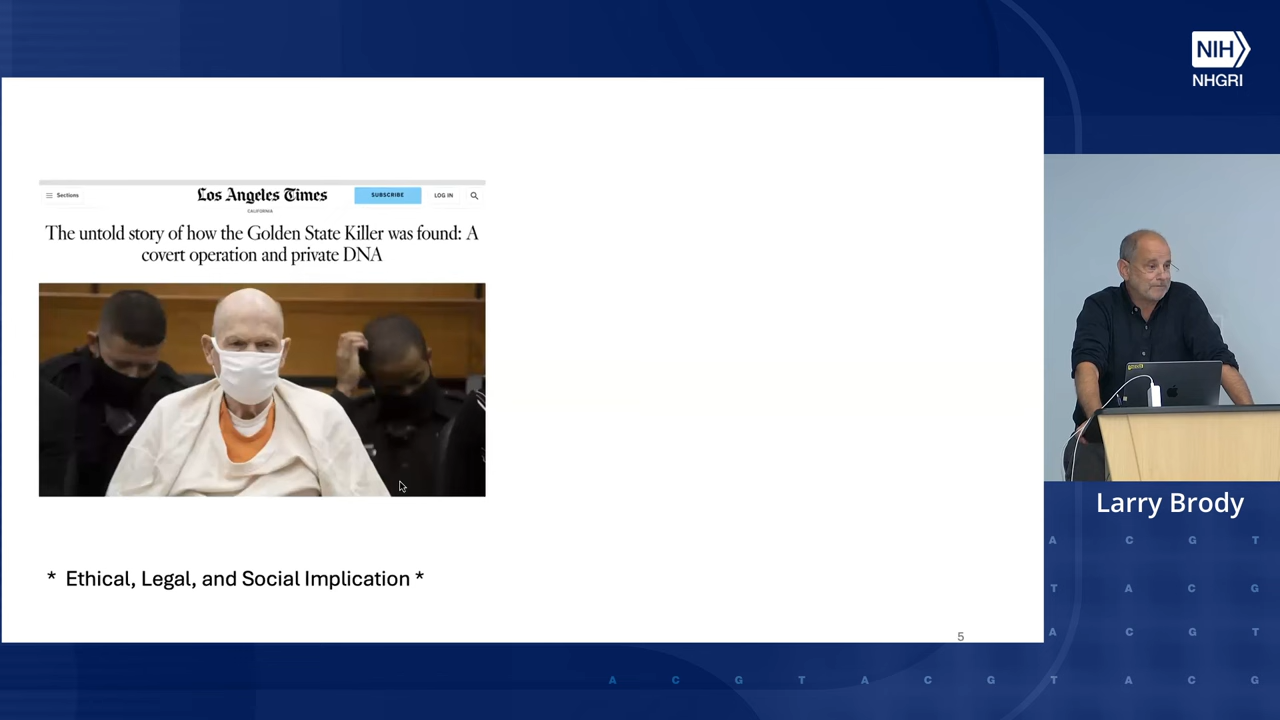 NIH
NHGRI
Sections
Los Angeles Times
SUBSCRIBE
LOG IN
CALIFORNIA
The untold story of how the Golden State Killer was found: A
covert operation and private DNA
* Ethical, Legal, and Social Implication *
5
Larry Brody
A C G T
T A C G
A C G T
A C G T A C G T A C G